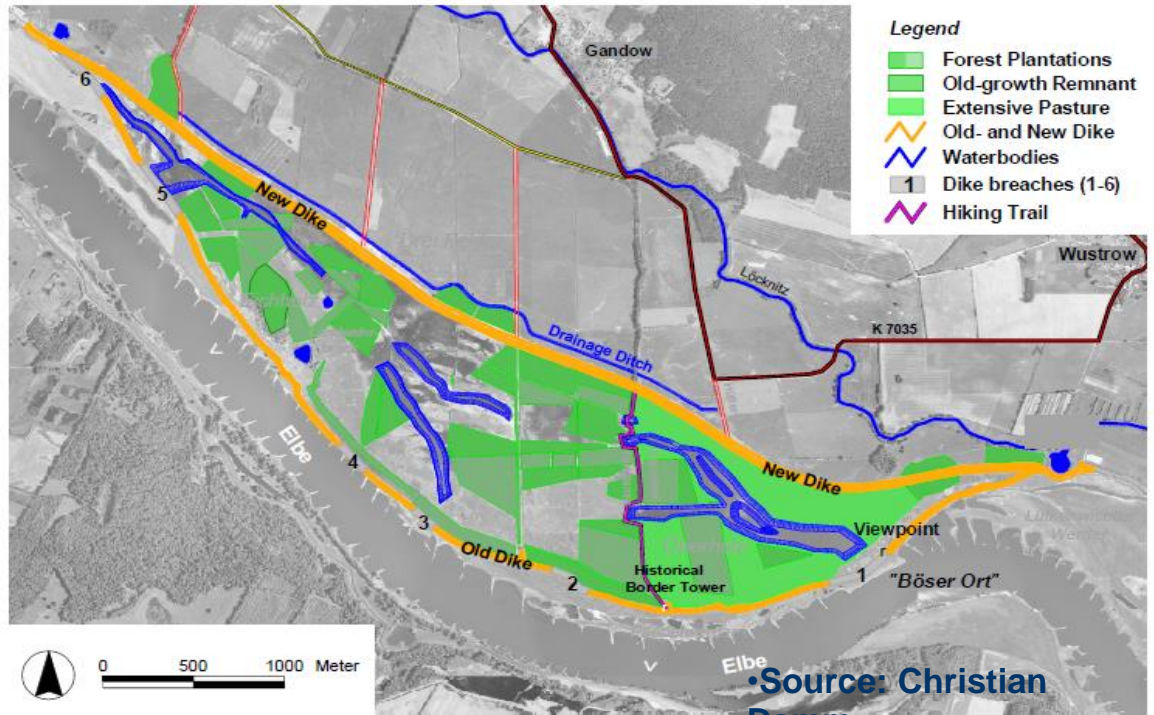 Legend
Forest Plantations
Old-growth Remnant
Extensive Pasture
Old- and New Dike
Waterbodies
1 Dike breaches (1-6)
Hiking Trail
Gandow
6
5
New Dike
Wustrow
Löcknitz
K 7035
Drainage Ditch
Elbe
4
3
Old Dike
2
New Dike
Viewpoint
1
"Böser Ort"
Historical
Border Tower
Elbe
0 500 1000 Meter
•Source: Christian